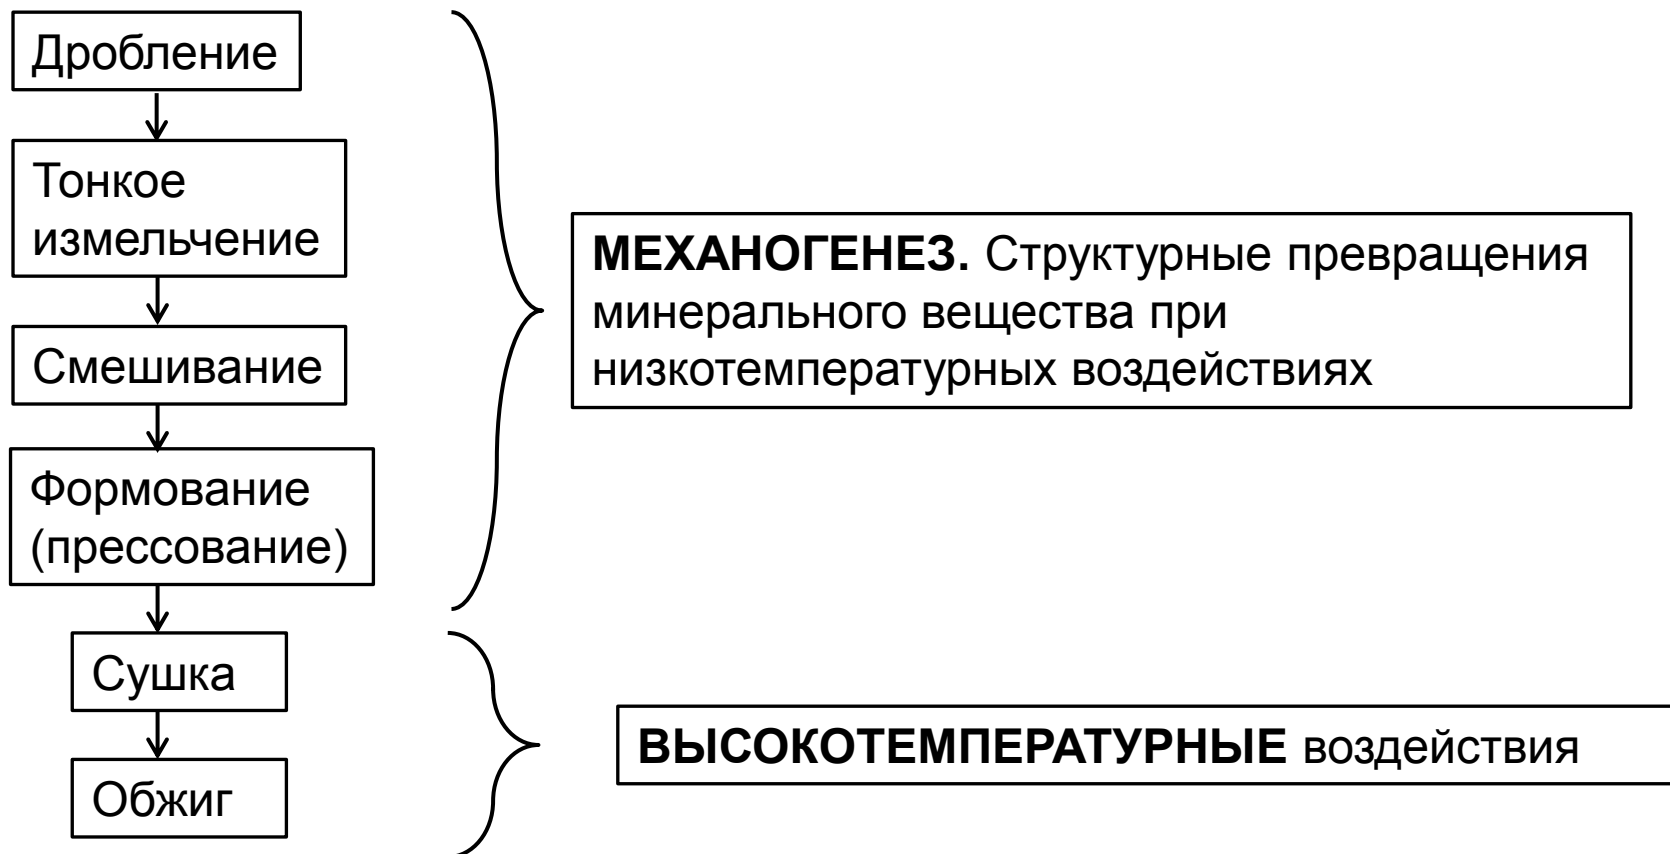 Дробление
Тонкое
измельчение
Смешивание
Формование
(прессование)
Сушка
Обжиг
МЕХАНОГЕНЕЗ. Структурные превращения
минерального вещества при
низкотемпературных воздействиях
ВЫСОКОТЕМПЕРАТУРНЫЕ воздействия